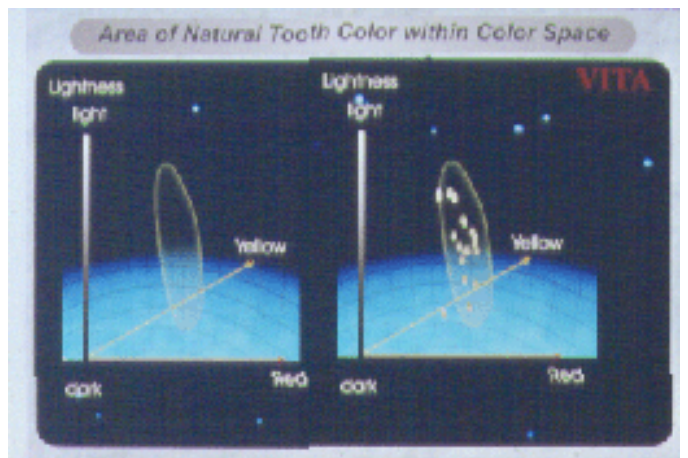 Area of Natural Tooth Color within Color Space
VITA
Lightness
light
Yellow
dark
Red
Lightness
light
Yellow
dark
Red